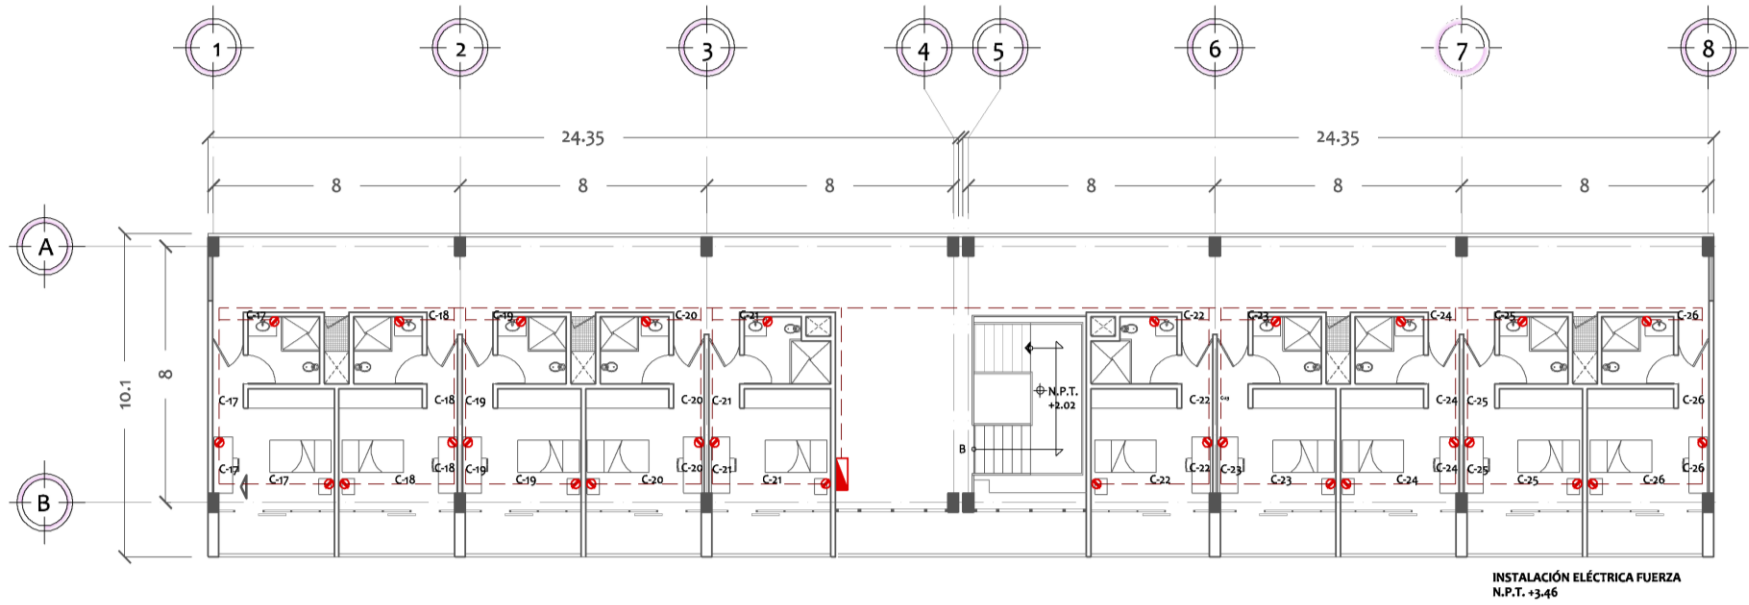 1 2 3 4 5 6 7 8
24.35 24.35
8 8 8 8 8 8
A
C-17 C-18 C-19 C-20 C-21 C-22 C-23 C-24 C-25 C-26
10.1 8
C-17 C-18 C-19 C-20 C-21 N.P.T. C-22 C-23 C-24 C-25 C-26
+2.02
B
C-17 C-18 C-19 C-20 C-21 C-22 C-23 C-24 C-25 C-26
C-17 C-18 C-19 C-20 C-21 C-22 C-23 C-24 C-25 C-26
B
INSTALACIÓN ELÉCTRICA FUERZA
N.P.T. +3.46